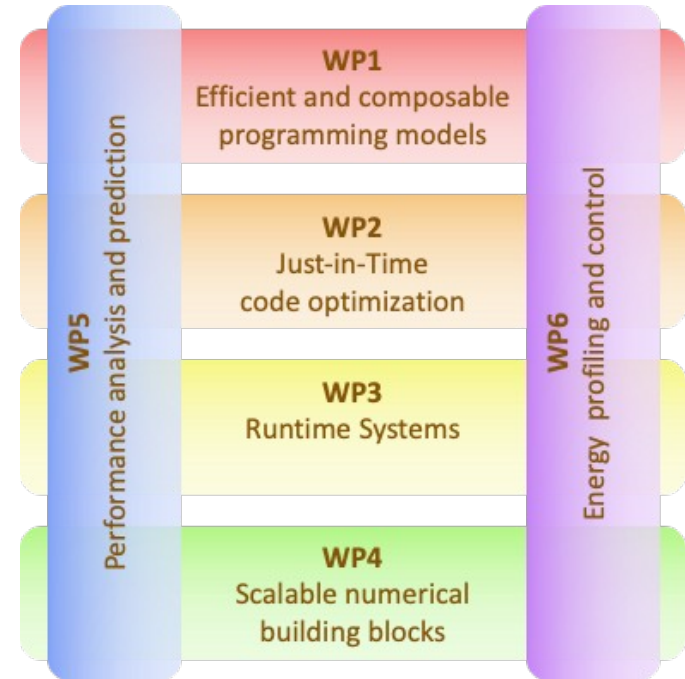 WP1
Efficient and composable
programming models
WP2
Just-in-Time
code optimization
WP3
Runtime Systems
WP4
Scalable numerical
building blocks
WP5
Performance analysis and prediction
WP6
Energy profiling and control